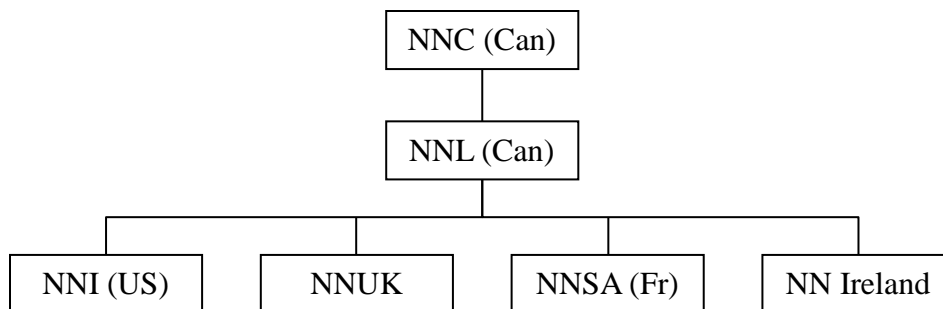 NNC (Can)
NNL (Can)
NNI (US)
NNUK
NNSA (Fr)
NN Ireland